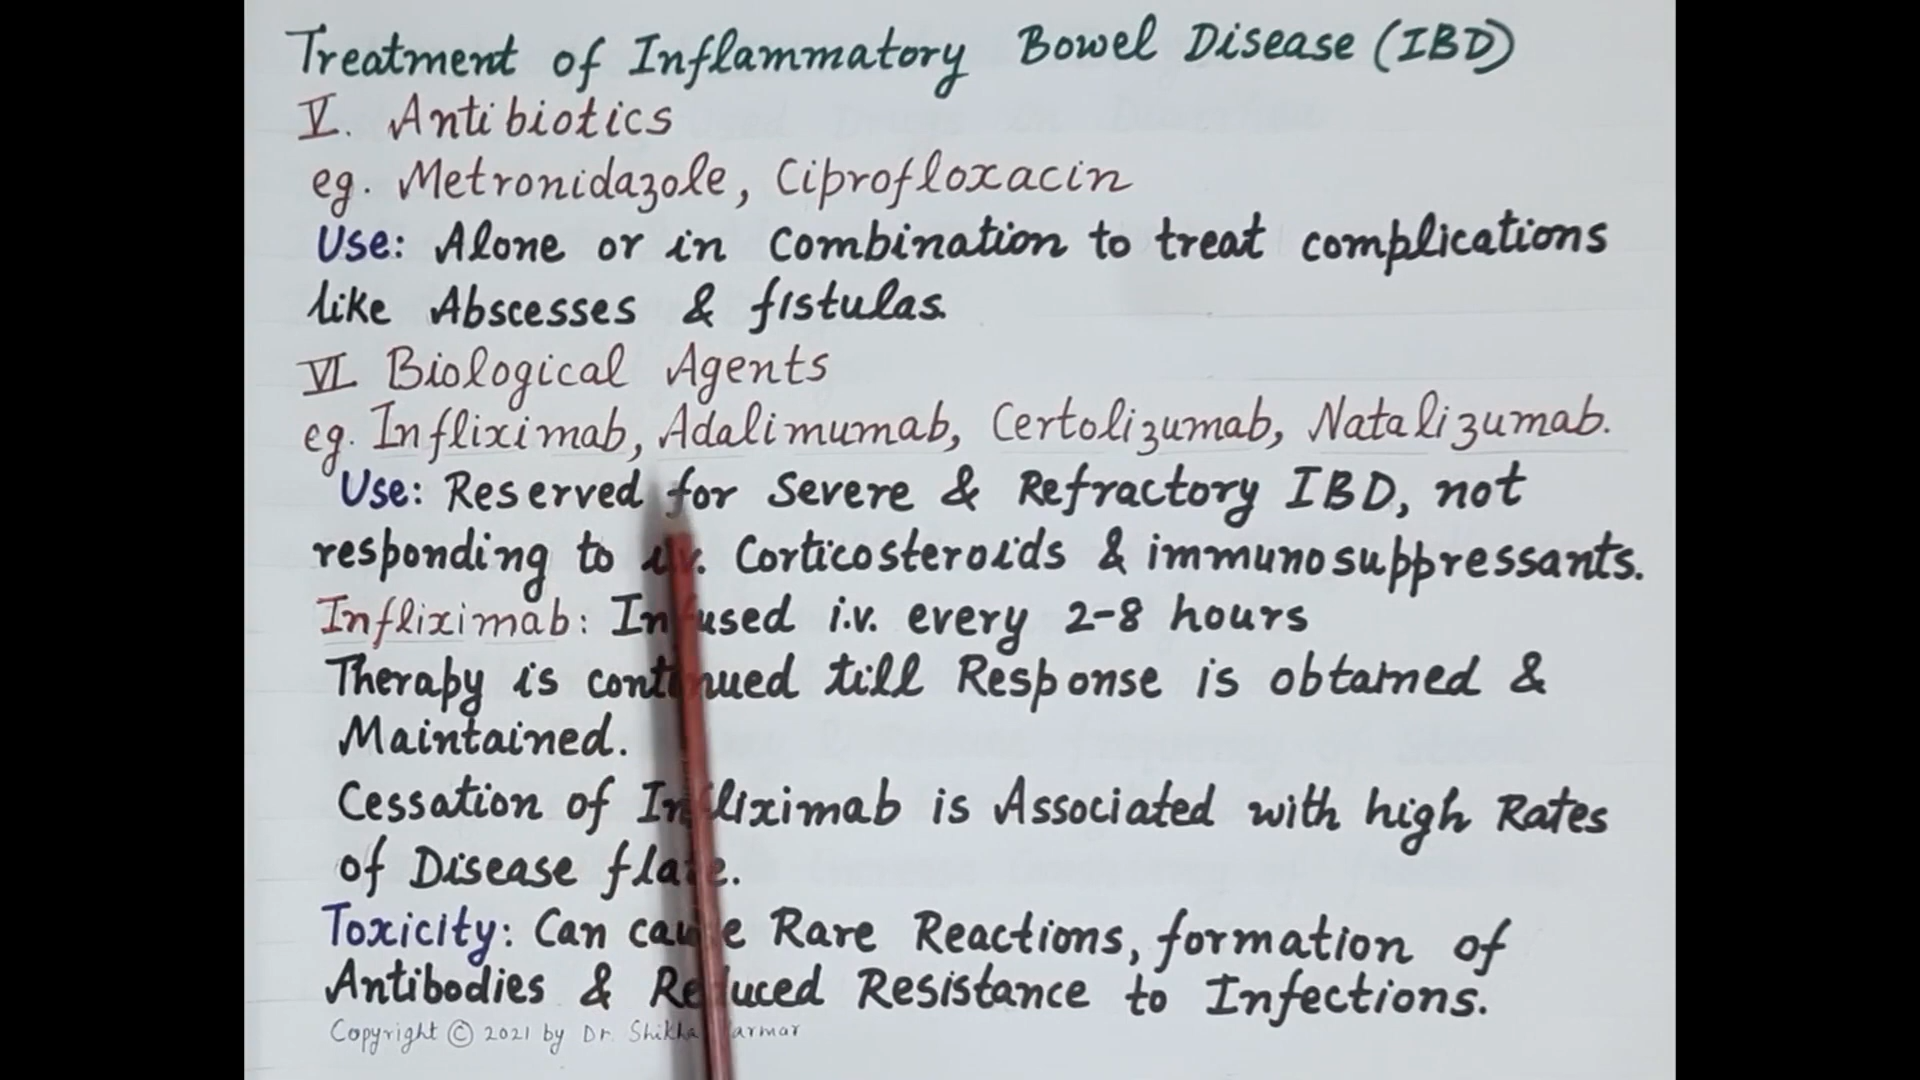 Treatment of Inflammatory Bowel Disease (IBD)
V. Antibiotics
eg. Metronidazole, Ciprofloxacin
Use: Alone or in Combination to treat complications
like Abscesses & fistulas.
VI Biological Agents
eg. Infliximab, Adalimumab, Certolizumab, Natalizumab.
Use: Reserved for Severe & Refractory IBD, not
responding to i.v. Corticosteroids & immunosuppressants.
Infliximab: Infused i.v. every 2-8 hours
Therapy is continued till Response is obtained &
Maintained.
Cessation of Infliximab is Associated with high Rates
of Disease flare.
Toxicity: Can cause Rare Reactions, formation of
Antibodies & Reduced Resistance to Infections.
Copyright © 2021 by Dr. Shikha Parmar